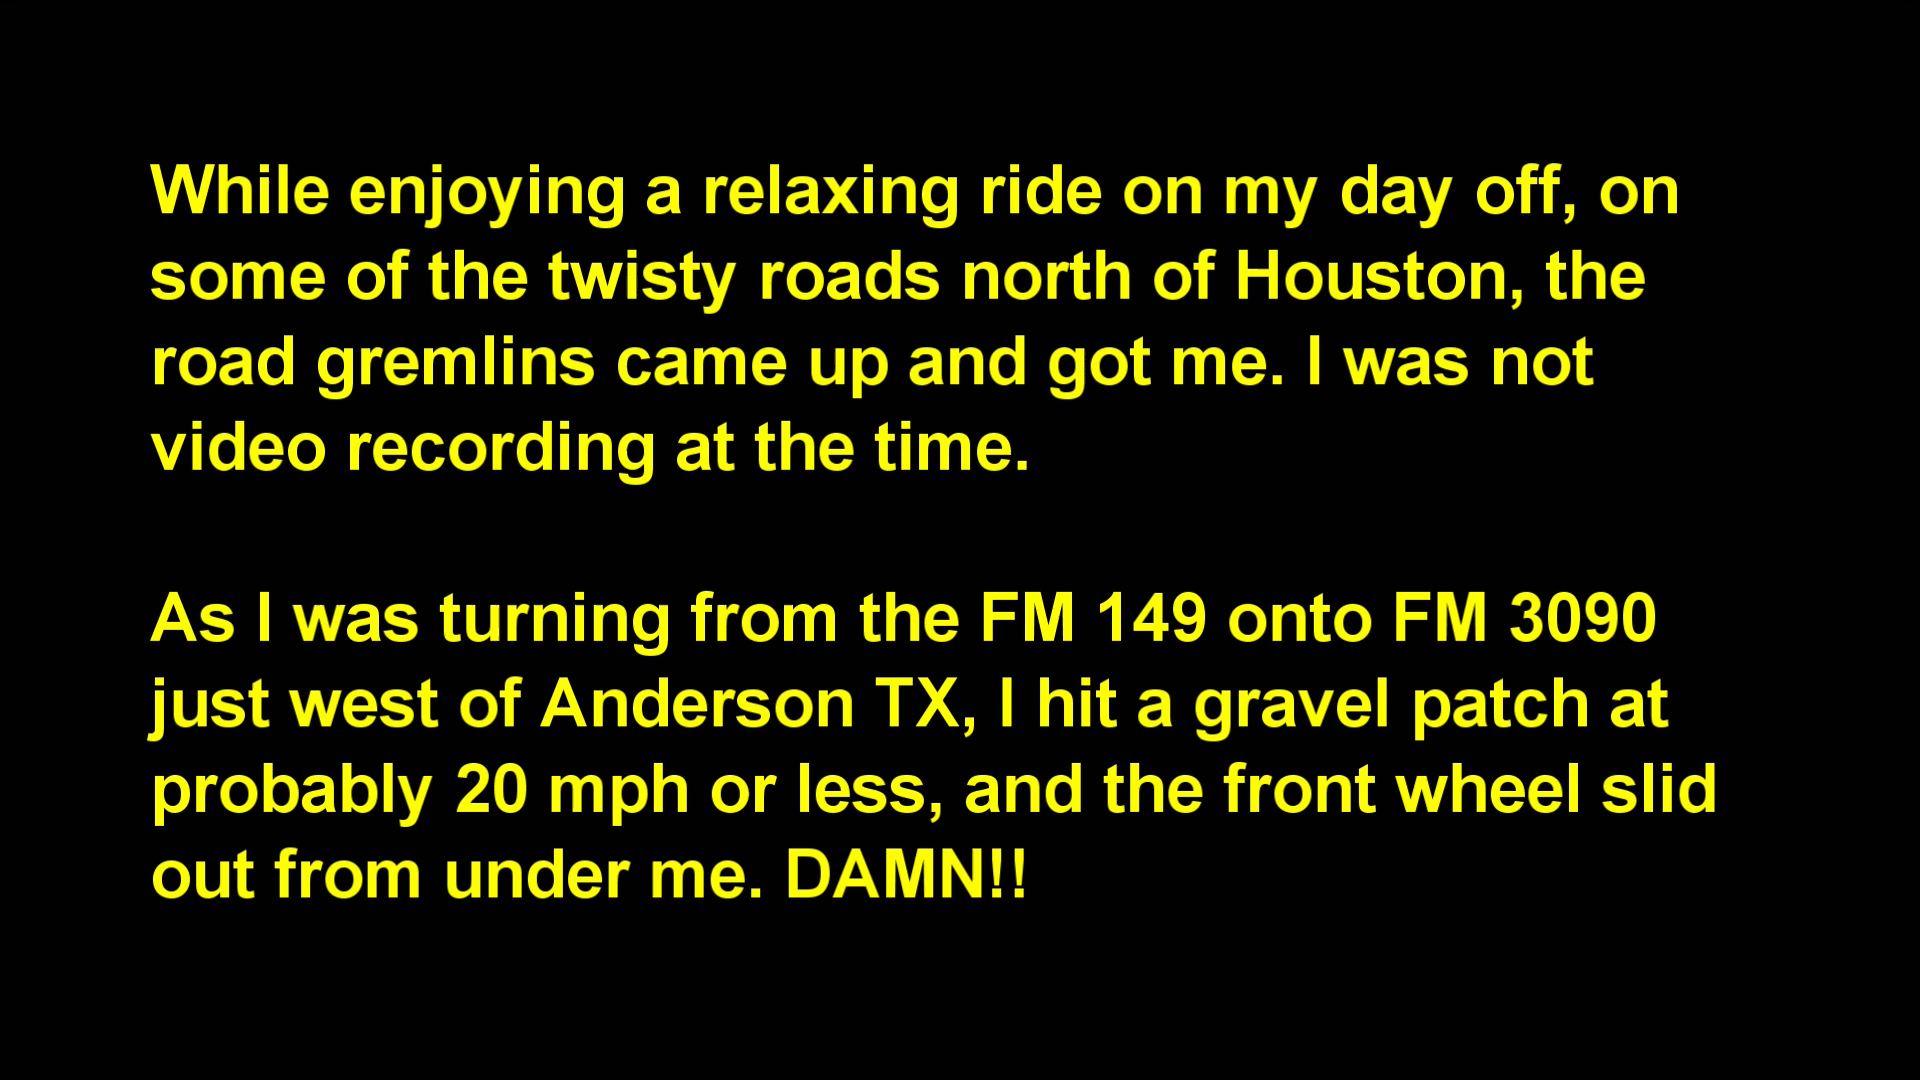 While enjoying a relaxing ride on my day off, on
some of the twisty roads north of Houston, the
road gremlins came up and got me. I was not
video recording at the time.
As I was turning from the FM 149 onto FM 3090
just west of Anderson TX, I hit a gravel patch at
probably 20 mph or less, and the front wheel slid
out from under me. DAMN!!